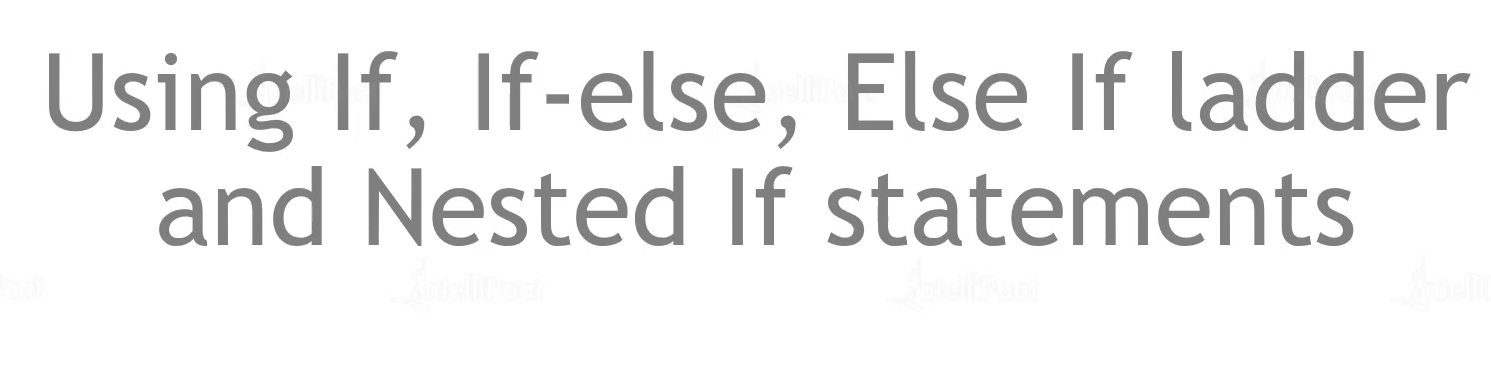 Using If, If-else, Else If ladder
and Nested If statements